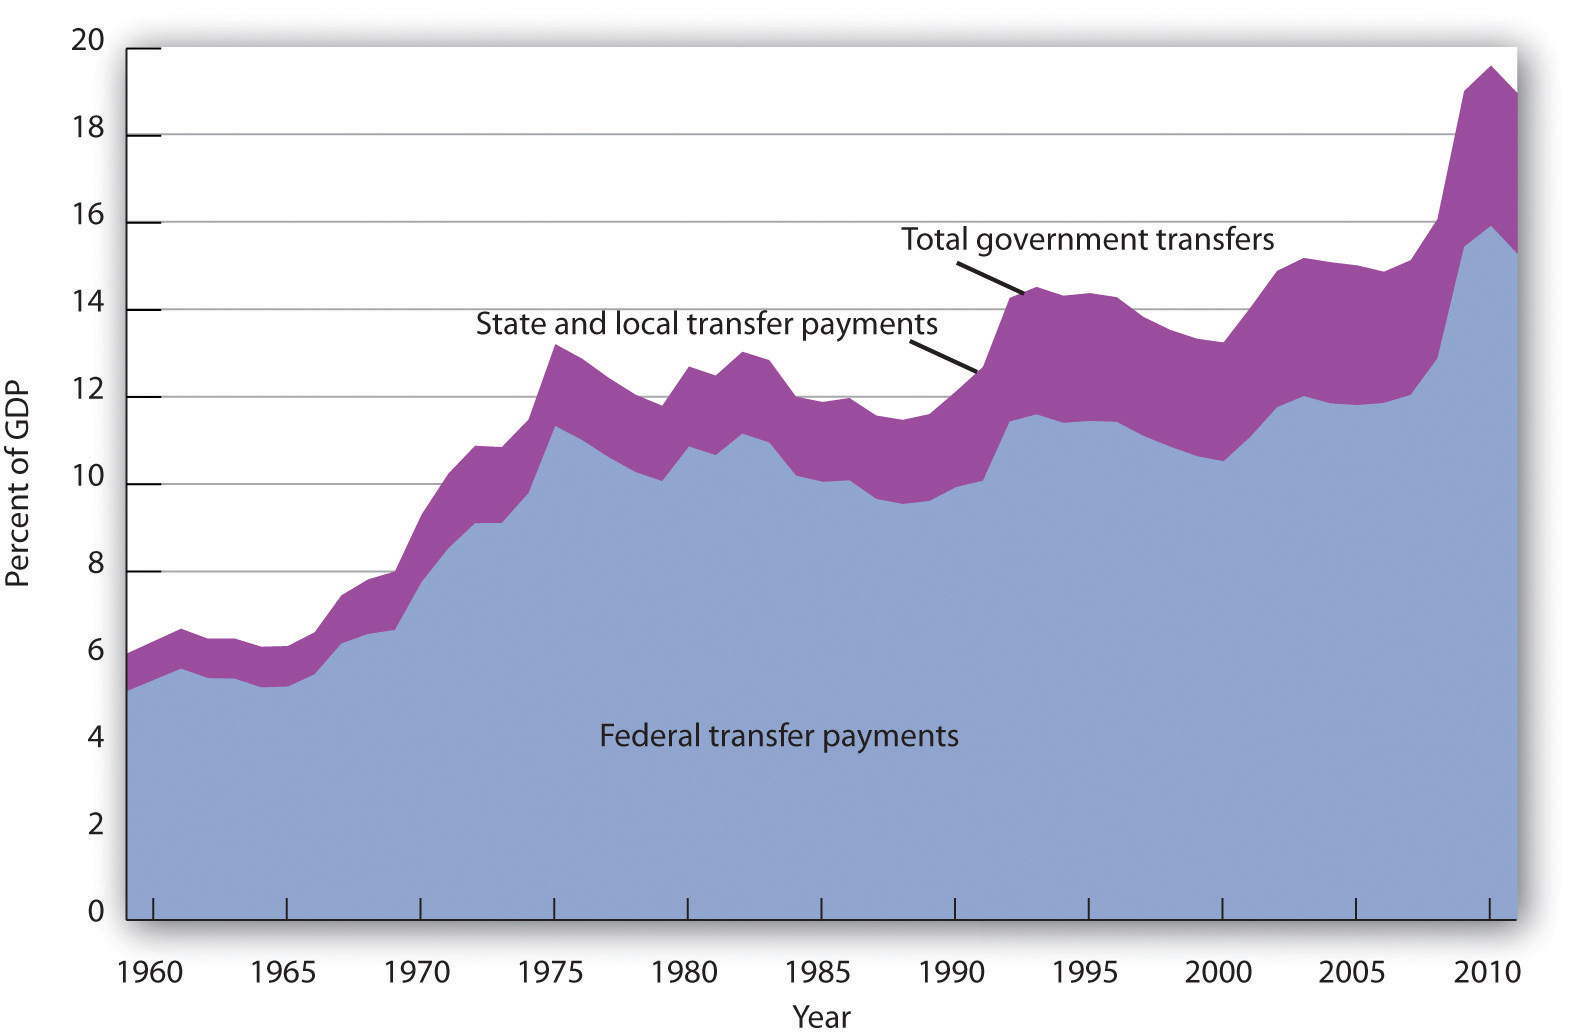 20
18
16
14
12
10
8
6
4
2
0
Percent of GDP
Total government transfers
State and local transfer payments
Federal transfer payments
1960 1965 1970 1975 1980 1985 1990 1995 2000 2005 2010
Year